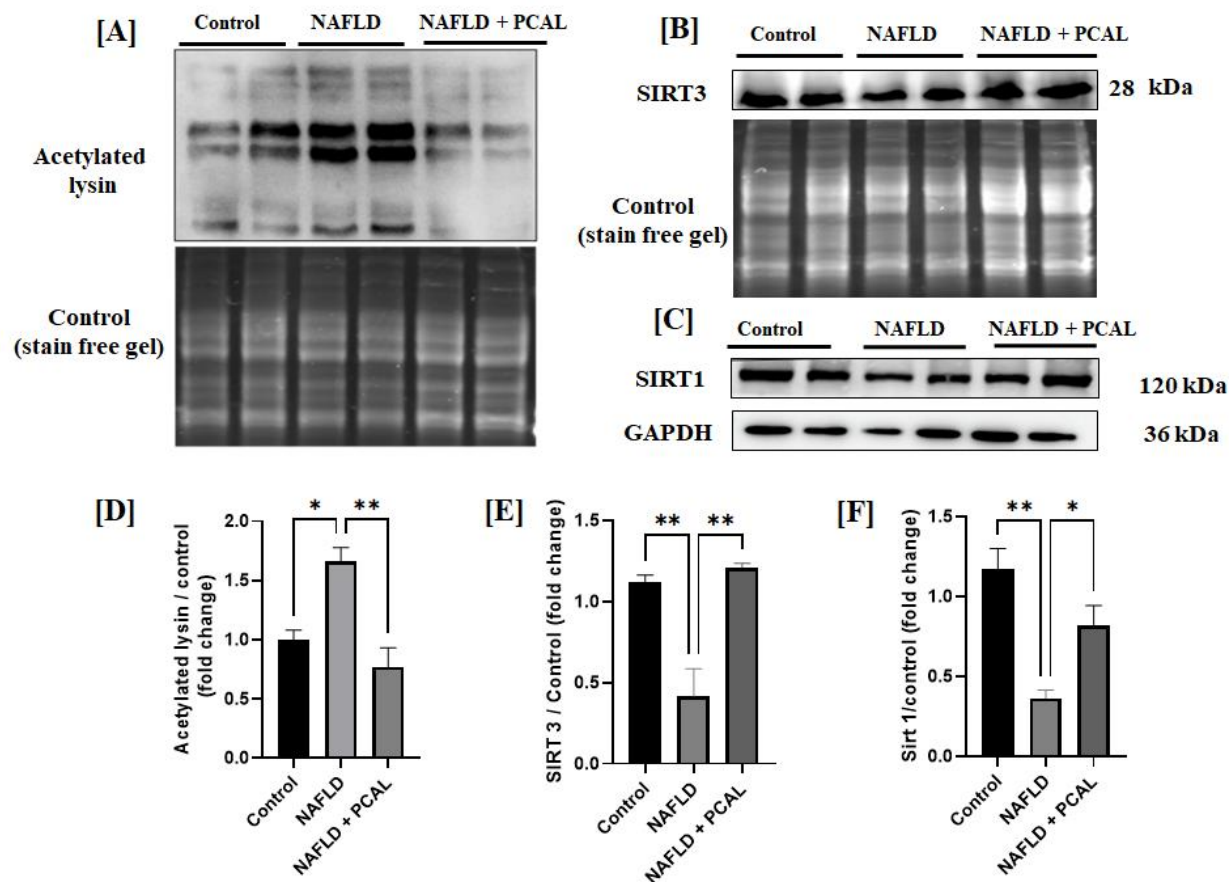 [A]
Control NAFLD NAFLD + PCAL
Acetylated
lysin
Control
(stain free gel)
[B]
Control NAFLD NAFLD + PCAL
SIRT3 28 kDa
Control
(stain free gel)
[C]
Control NAFLD NAFLD + PCAL
SIRT1 120 kDa
GAPDH 36 kDa
[D]
Acetylated lysin / control
(fold change)
2.0
1.5
1.0
0.5
0.0
* **
Control
NAFLD
NAFLD + PCAL
[E]
SIRT 3 / Control (fold change)
1.5
1.0
0.5
0.0
** **
Control
NAFLD
NAFLD + PCAL
[F]
Sirt 1/control (fold change)
1.5
1.0
0.5
0.0
** *
Control
NAFLD
NAFLD + PCAL